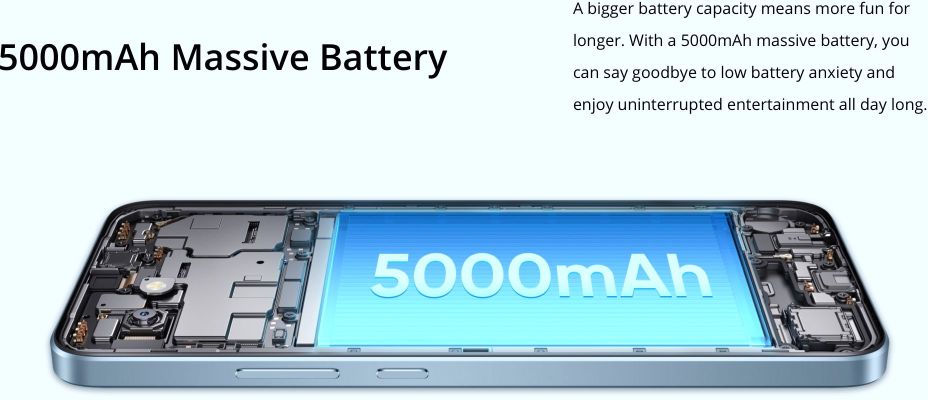 5000mAh Massive Battery
A bigger battery capacity means more fun for
longer. With a 5000mAh massive battery, you
can say goodbye to low battery anxiety and
enjoy uninterrupted entertainment all day long.
5000mAh